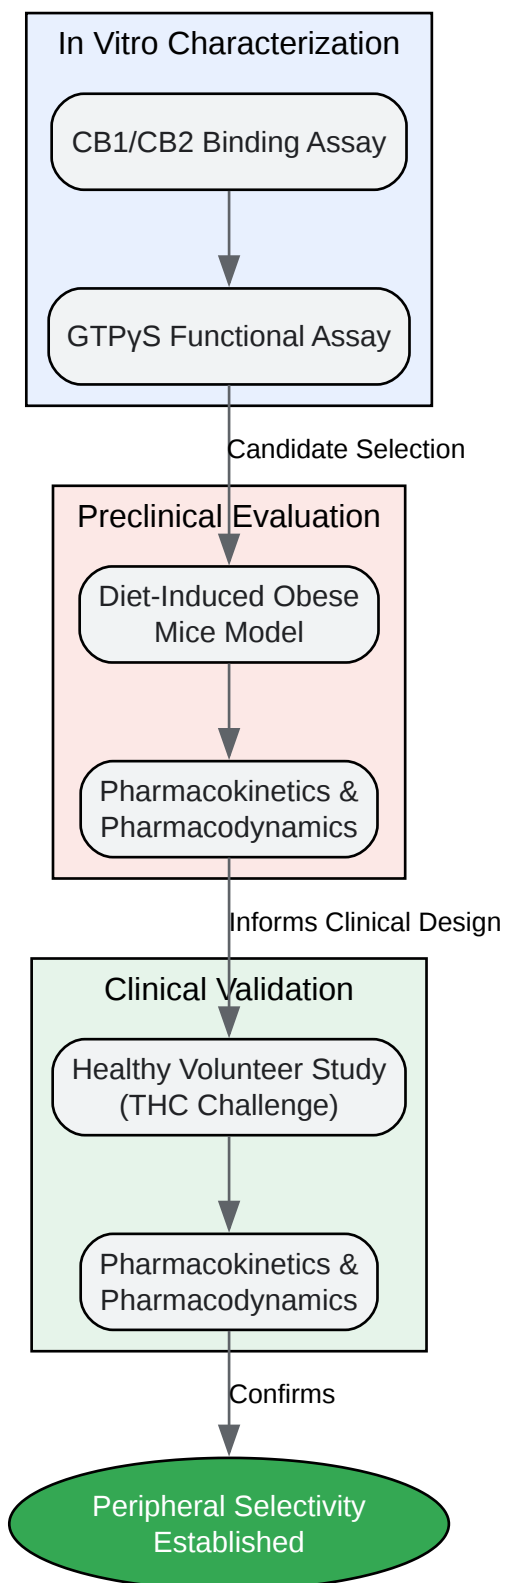 In Vitro Characterization
CB1/CB2 Binding Assay
GTPγS Functional Assay
Candidate Selection
Preclinical Evaluation
Diet-Induced Obese
Mice Model
Pharmacokinetics &
Pharmacodynamics
Informs Clinical Design
Clinical Validation
Healthy Volunteer Study
(THC Challenge)
Pharmacokinetics &
Pharmacodynamics
Confirms
Peripheral Selectivity
Established